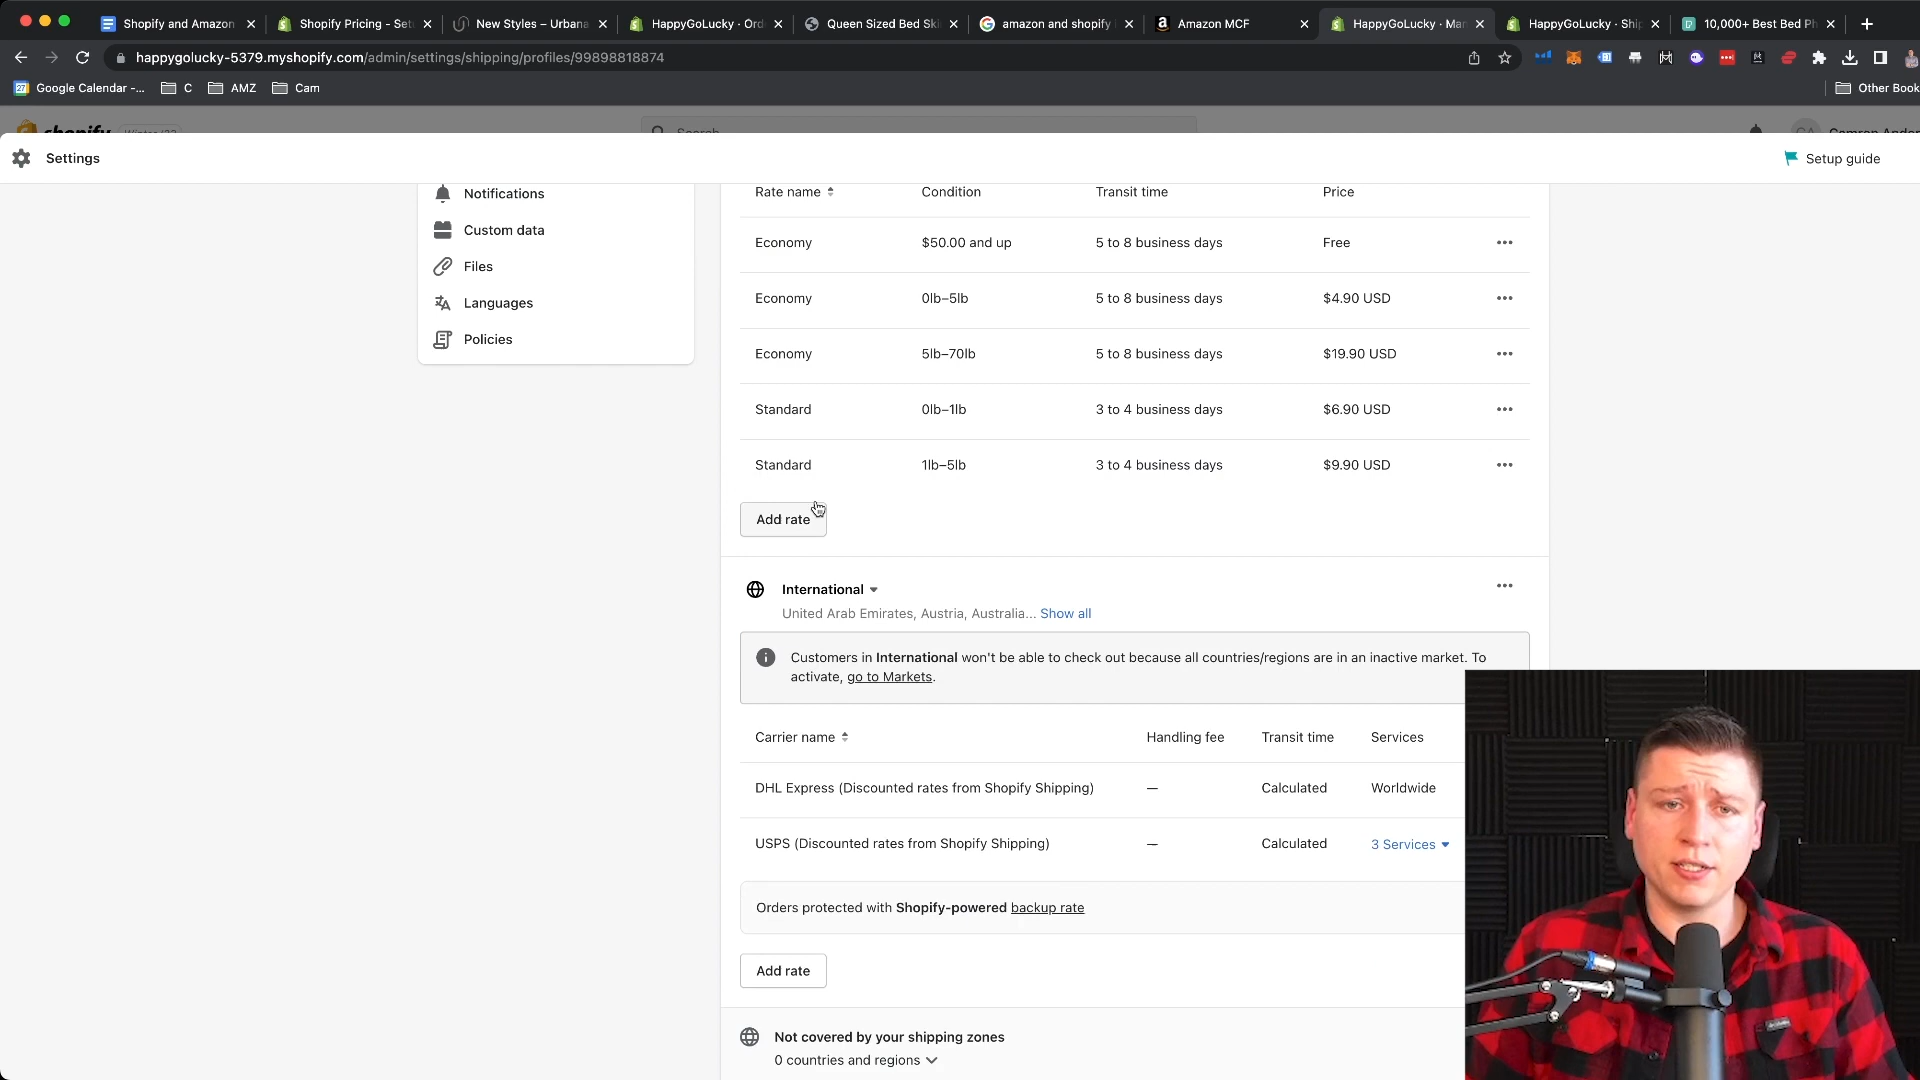 Shopify and Amazon
Shopify Pricing - Set
New Styles – Urbana
HappyGoLucky · Ord
Queen Sized Bed Ski
amazon and shopify
Amazon MCF
HappyGoLucky · Man
HappyGoLucky · Ship
10,000+ Best Bed Ph
happygolucky-5379.myshopify.com/admin/settings/shipping/profiles/99898818874
Google Calendar -...
C
AMZ
Cam
Other Book
shopify
Search
Settings
Setup guide
Notifications
Custom data
Files
Languages
Policies
Rate name Condition Transit time Price
Economy $50.00 and up 5 to 8 business days Free
Economy 0lb–5lb 5 to 8 business days $4.90 USD
Economy 5lb–70lb 5 to 8 business days $19.90 USD
Standard 0lb–1lb 3 to 4 business days $6.90 USD
Standard 1lb–5lb 3 to 4 business days $9.90 USD
Add rate
International
United Arab Emirates, Austria, Australia... Show all
Customers in International won't be able to check out because all countries/regions are in an inactive market. To
activate, go to Markets.
Carrier name Handling fee Transit time Services
DHL Express (Discounted rates from Shopify Shipping) — Calculated Worldwide
USPS (Discounted rates from Shopify Shipping) — Calculated 3 Services
Orders protected with Shopify-powered backup rate
Add rate
Not covered by your shipping zones
0 countries and regions